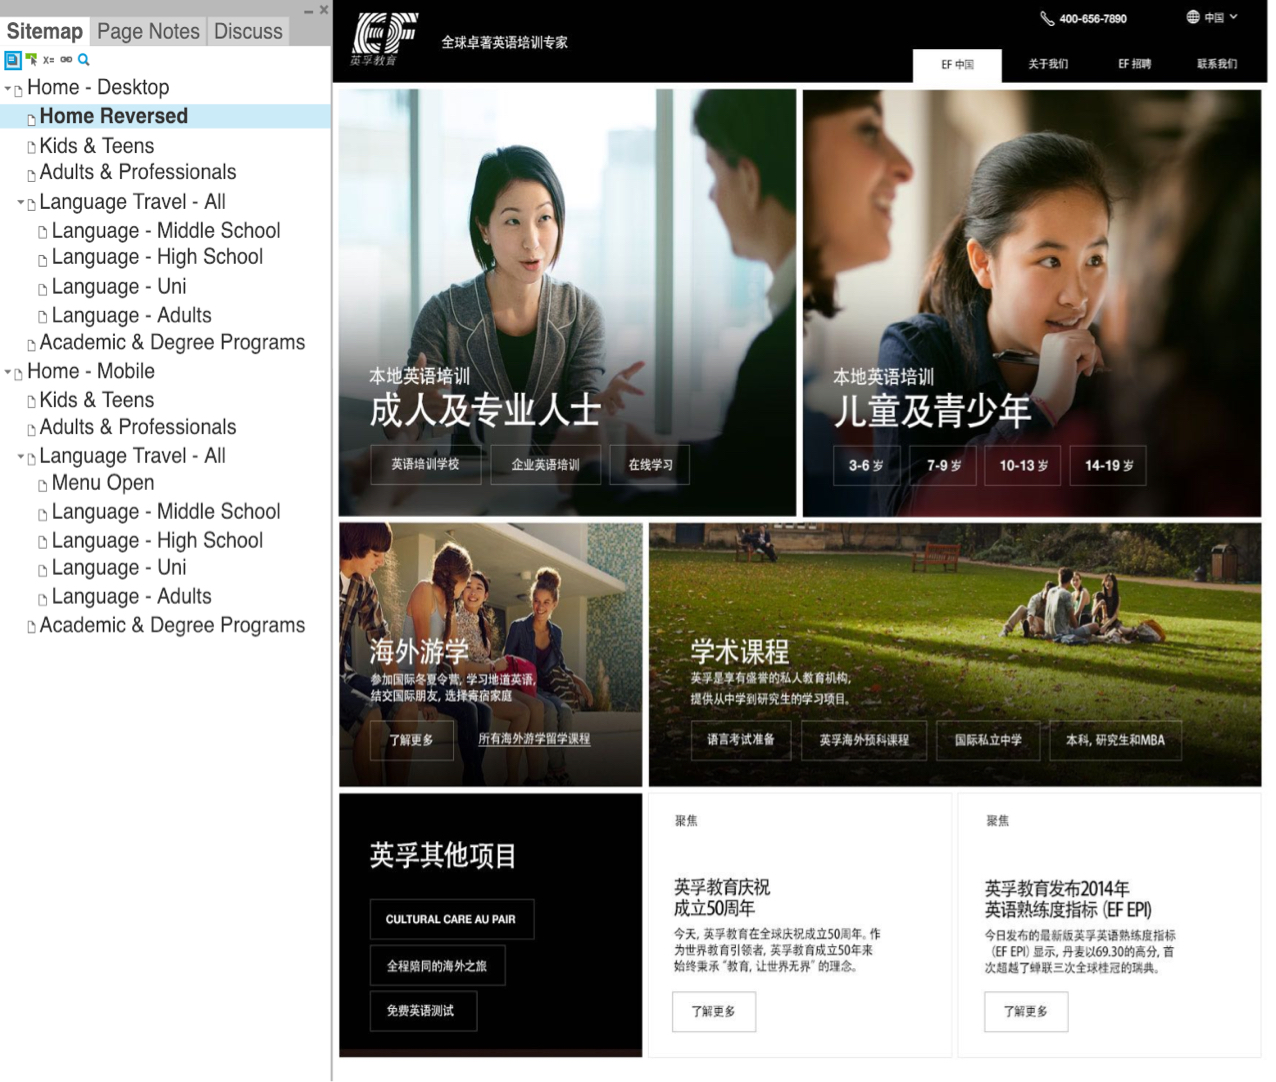 Sitemap
Page Notes
Discuss
X=
Home - Desktop
Home Reversed
Kids & Teens
Adults & Professionals
Language Travel - All
Language - Middle School
Language - High School
Language - Uni
Language - Adults
Academic & Degree Programs
Home - Mobile
Kids & Teens
Adults & Professionals
Language Travel - All
Menu Open
Language - Middle School
Language - High School
Language - Uni
Language - Adults
Academic & Degree Programs
EF
英孚教育
全球卓著英语培训专家
400-656-7890
中国
EF 中国
关于我们
EF 招聘
联系我们
本地英语培训
成人及专业人士
英语培训学校
企业英语培训
在线学习
本地英语培训
儿童及青少年
3-6 岁
7-9 岁
10-13 岁
14-19 岁
海外游学
参加国际冬夏令营, 学习地道英语,
结交国际朋友, 选择寄宿家庭
了解更多
所有海外游学留学课程
学术课程
英孚是享有盛誉的私人教育机构,
提供从中学到研究生的学习项目。
语言考试准备
英孚海外预科课程
国际私立中学
本科, 研究生和MBA
英孚其他项目
CULTURAL CARE AU PAIR
全程陪同的海外之旅
免费英语测试
聚焦
英孚教育庆祝
成立50周年
今天, 英孚教育在全球庆祝成立50周年。作
为世界教育引领者, 英孚教育成立50年来
始终秉承 “教育, 让世界无界” 的理念。
了解更多
聚焦
英孚教育发布2014年
英语熟练度指标 (EF EPI)
今日发布的最新版英孚英语熟练度指标
(EF EPI) 显示, 丹麦以69.30的高分, 首
次超越了蝉联三次全球桂冠的瑞典。
了解更多